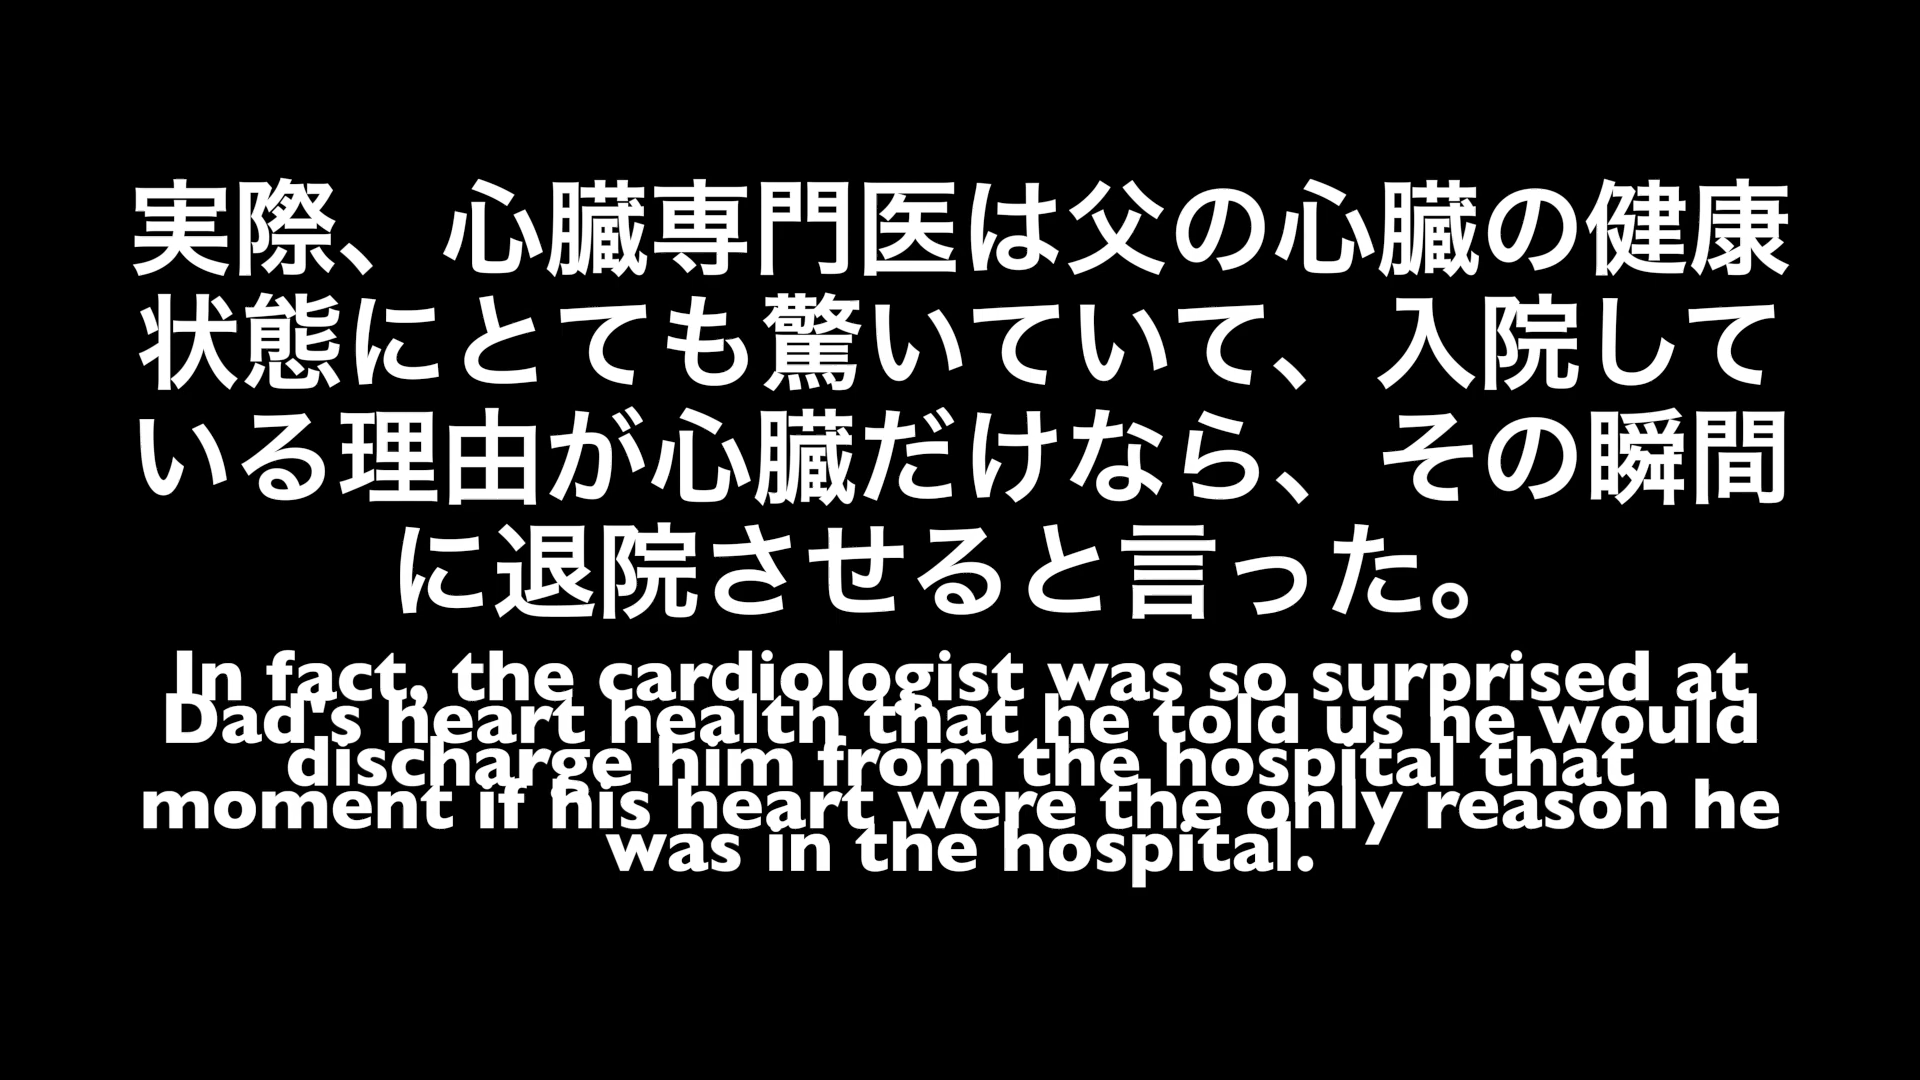 実際、心臓専門医は父の心臓の健康
状態にとても驚いていて、入院して
いる理由が心臓だけなら、その瞬間
に退院させると言った。
In fact, the cardiologist was so surprised at
Dad's heart health that he told us he would
discharge him from the hospital that
moment if his heart were the only reason he
was in the hospital.